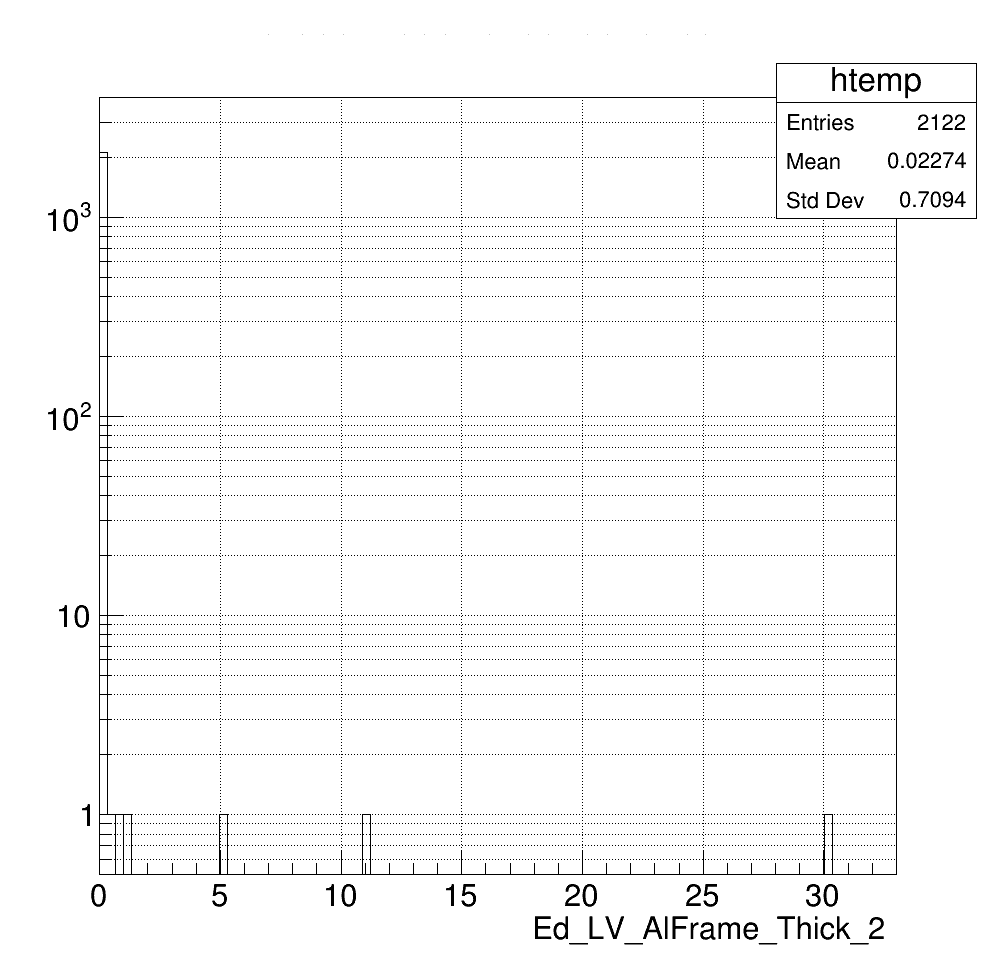 htemp
Entries 2122
Mean 0.02274
Std Dev 0.7094
10³
10²
10
1
0 5 10 15 20 25 30
Ed_LV_AlFrame_Thick_2